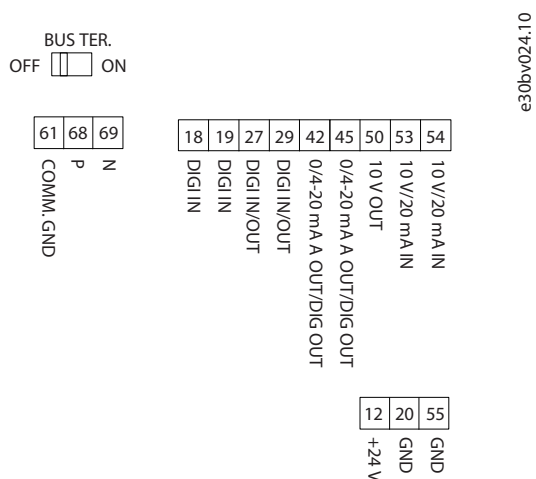 e30bv024.10
BUS TER.
OFF ON
61 68 69
COMM. GND
P
N
18 19 27 29 42 45 50 53 54
DIGI IN
DIGI IN
DIGI IN/OUT
DIGI IN/OUT
0/4-20 mA A OUT/DIG OUT
0/4-20 mA A OUT/DIG OUT
10 V OUT
10 V/20 mA IN
10 V/20 mA IN
12 20 55
+24 V
GND
GND